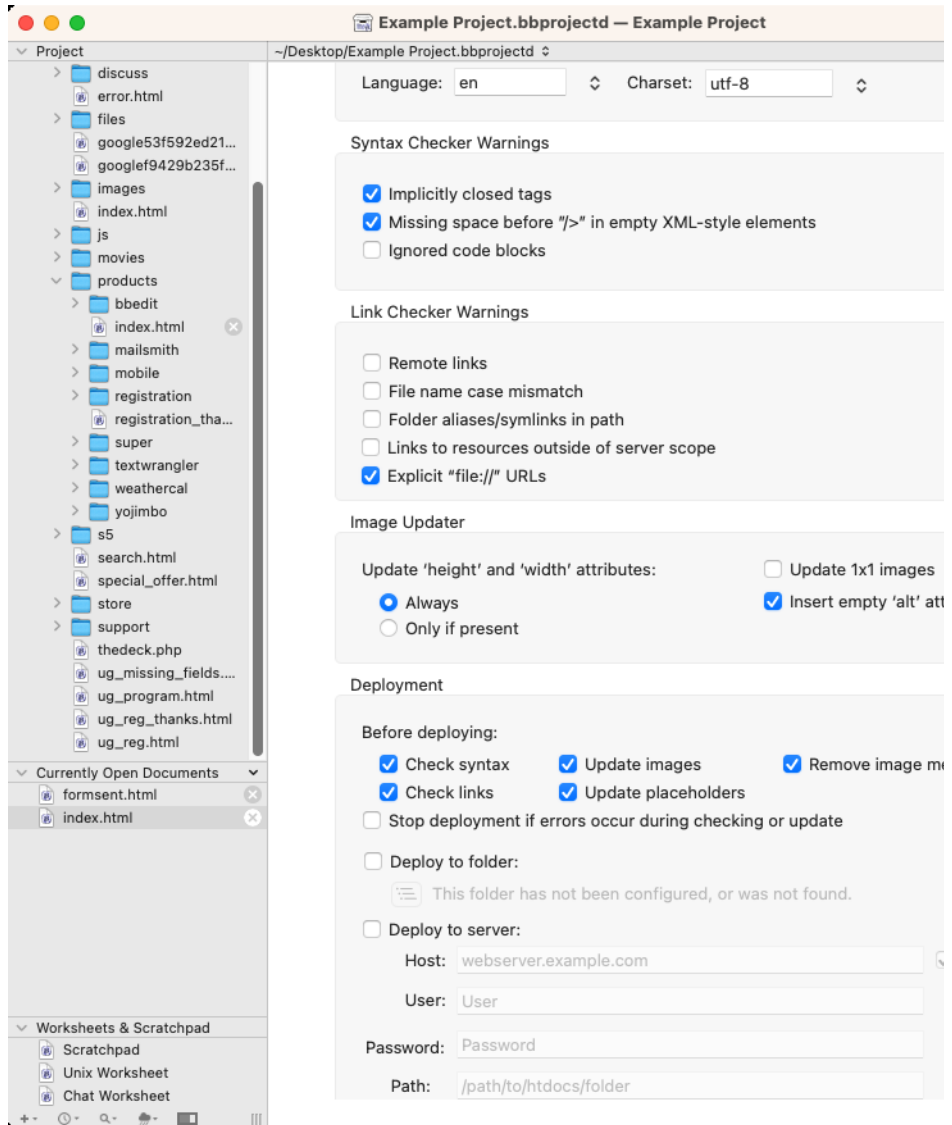 Example Project.bbprojectd — Example Project
Project
~/Desktop/Example Project.bbprojectd
discuss
error.html
files
google53f592ed21...
googlef9429b235f...
images
index.html
js
movies
products
bbedit
index.html
mailsmith
mobile
registration
registration_tha...
super
textwrangler
weathercal
yojimbo
s5
search.html
special_offer.html
store
support
thedeck.php
ug_missing_fields....
ug_program.html
ug_reg_thanks.html
ug_reg.html
Currently Open Documents
formsent.html
index.html
Worksheets & Scratchpad
Scratchpad
Unix Worksheet
Chat Worksheet
Language: en Charset: utf-8
Syntax Checker Warnings
Implicitly closed tags
Missing space before "/>" in empty XML-style elements
Ignored code blocks
Link Checker Warnings
Remote links
File name case mismatch
Folder aliases/symlinks in path
Links to resources outside of server scope
Explicit “file://” URLs
Image Updater
Update ‘height’ and ‘width’ attributes: Update 1x1 images
Always Insert empty ‘alt’ att
Only if present
Deployment
Before deploying:
Check syntax Update images Remove image me
Check links Update placeholders
Stop deployment if errors occur during checking or update
Deploy to folder:
This folder has not been configured, or was not found.
Deploy to server:
Host: webserver.example.com
User: User
Password: Password
Path: /path/to/htdocs/folder